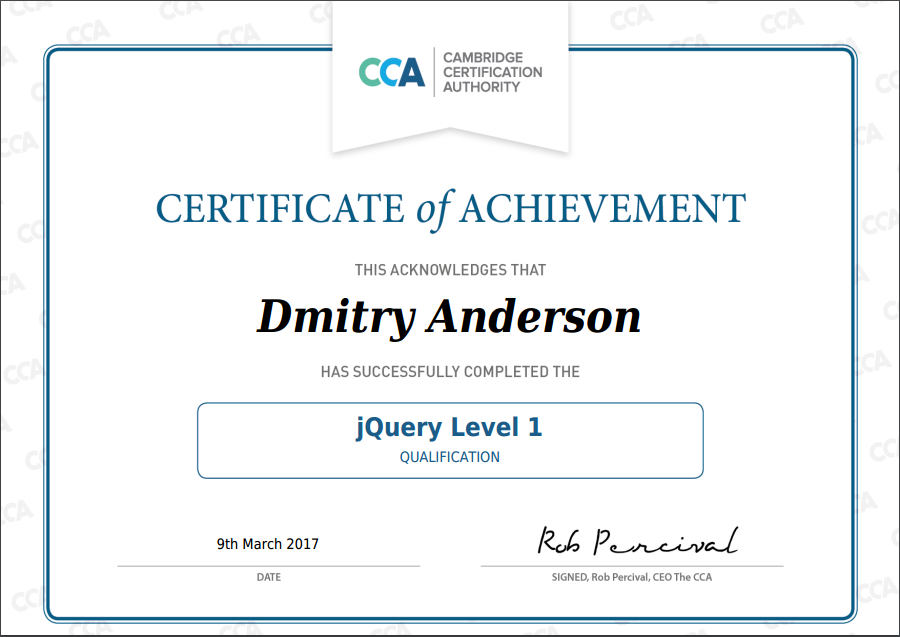 CCA
CAMBRIDGE
CERTIFICATION
AUTHORITY
CERTIFICATE of ACHIEVEMENT
THIS ACKNOWLEDGES THAT
Dmitry Anderson
HAS SUCCESSFULLY COMPLETED THE
jQuery Level 1
QUALIFICATION
9th March 2017
Rob Percival
DATE
SIGNED, Rob Percival, CEO The CCA